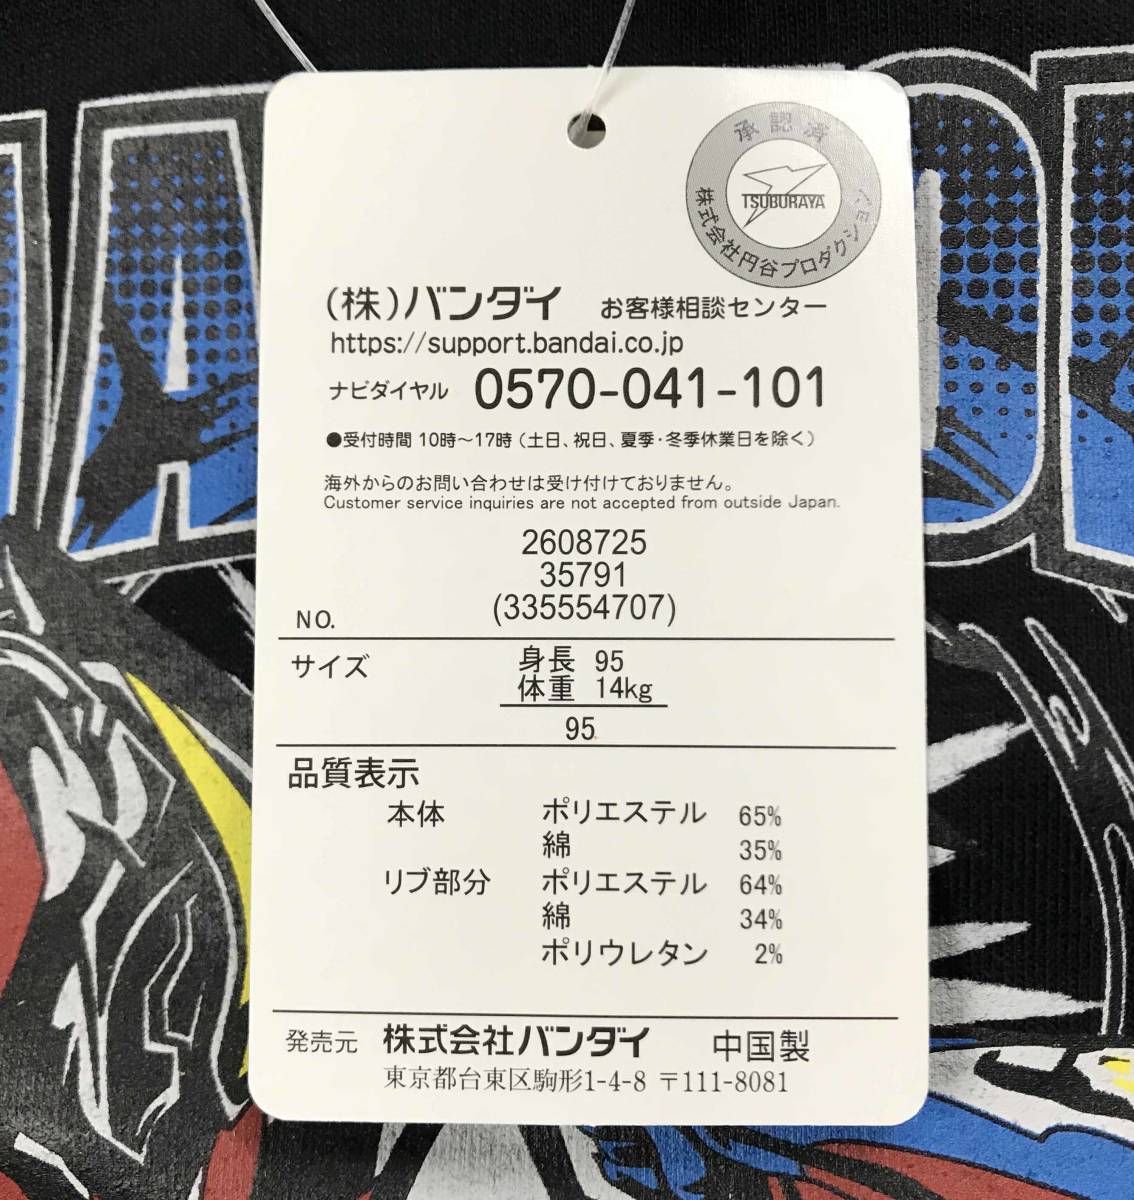 承認済
TSUBURAYA
株式会社円谷プロダクション
(株)バンダイ お客様相談センター
https://support.bandai.co.jp
ナビダイヤル 0570-041-101
●受付時間 10時～17時（土日、祝日、夏季・冬季休業日を除く）
海外からのお問い合わせは受け付けておりません。
Customer service inquiries are not accepted from outside Japan.
2608725
35791
NO. (335554707)
サイズ 身長 95
体重 14kg
95
品質表示
本体 ポリエステル 65%
綿 35%
リブ部分 ポリエステル 64%
綿 34%
ポリウレタン 2%
発売元 株式会社バンダイ 中国製
東京都台東区駒形1-4-8 〒111-8081